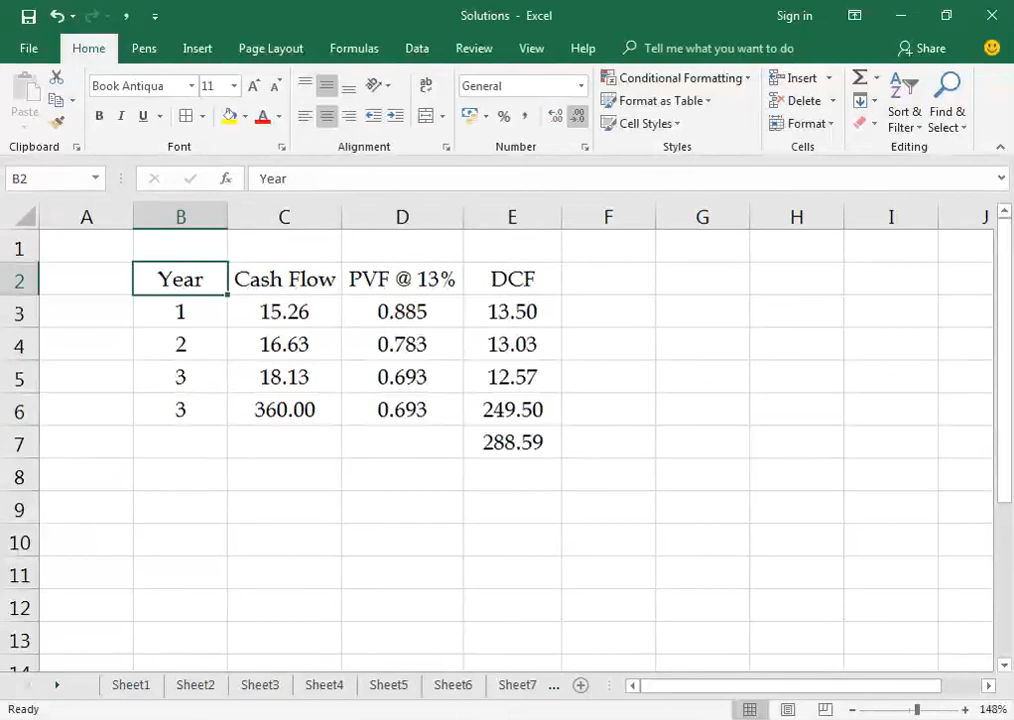 Solutions - Excel
Sign in
File Home Pens Insert Page Layout Formulas Data Review View Help Tell me what you want to do Share
Paste
Clipboard
Book Antiqua 11
B I U
Font
Alignment
General
Number
Conditional Formatting
Format as Table
Cell Styles
Styles
Insert
Delete
Format
Cells
Sort & Filter
Find & Select
Editing
B2 fx Year
A B C D E F G H I J
1
2 Year Cash Flow PVF @ 13% DCF
3 1 15.26 0.885 13.50
4 2 16.63 0.783 13.03
5 3 18.13 0.693 12.57
6 3 360.00 0.693 249.50
7 288.59
8
9
10
11
12
13
14
Sheet1 Sheet2 Sheet3 Sheet4 Sheet5 Sheet6 Sheet7 ...
Ready 148%